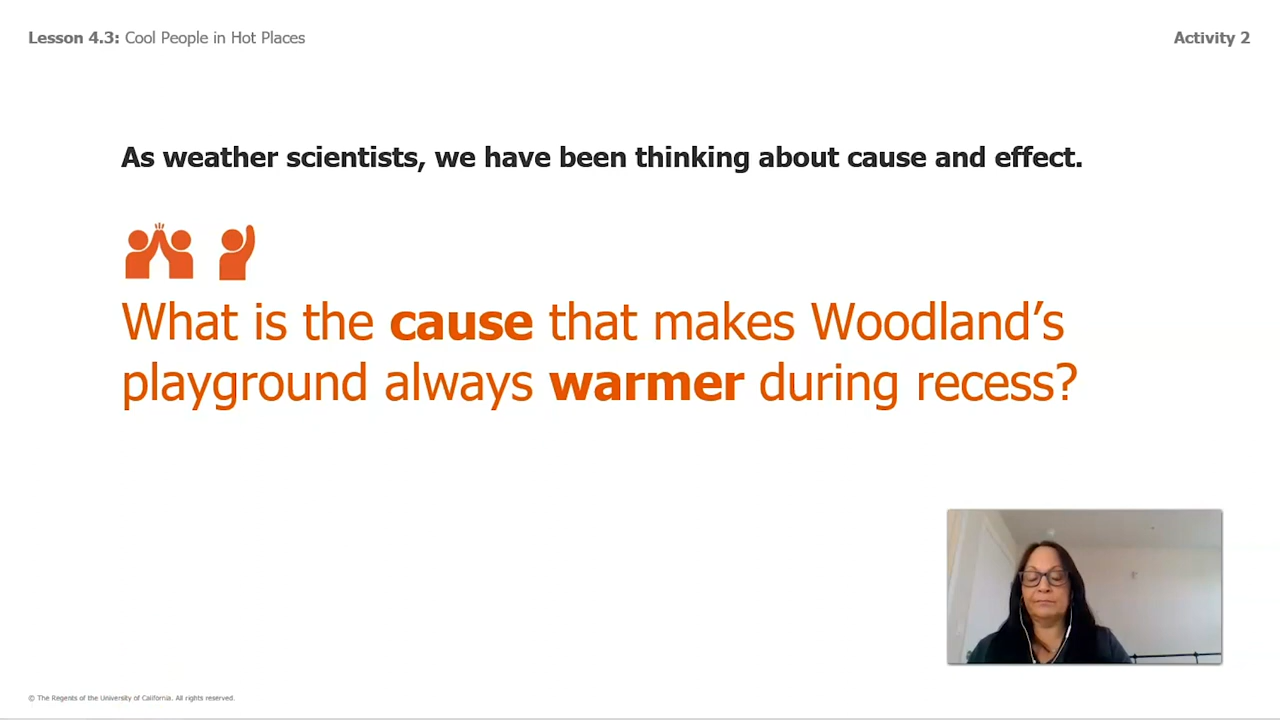 Lesson 4.3: Cool People in Hot Places
Activity 2
As weather scientists, we have been thinking about cause and effect.
What is the cause that makes Woodland’s
playground always warmer during recess?
© The Regents of the University of California. All rights reserved.